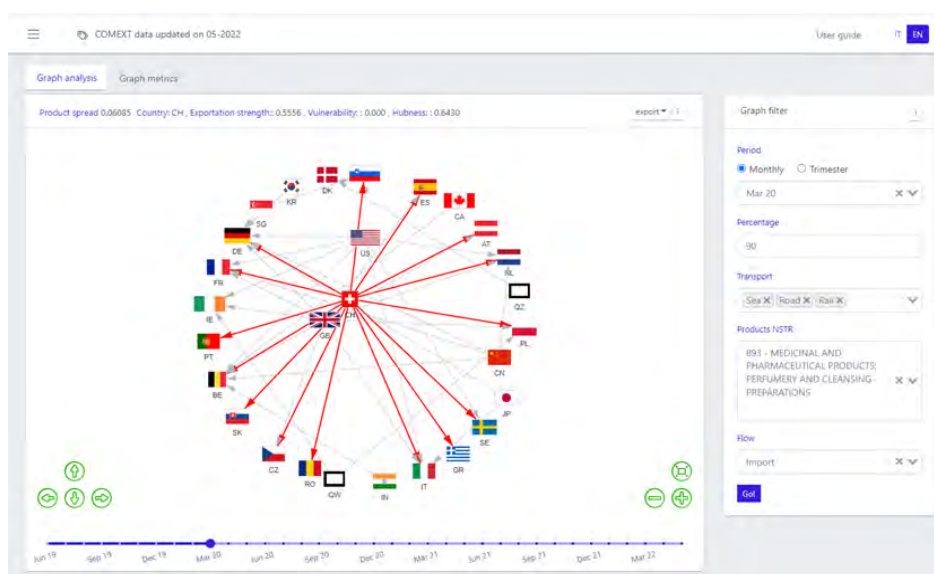 COMEXT data updated on 05-2022
User guide
IT
EN
Graph analysis
Graph metrics
Product spread 0.06085 Country: CH , Exportation strength:: 0.5556 , Vulnerability: : 0.000 , Hubness: : 0.6430
export
Graph filter
Period
Monthly
Trimester
Mar 20
Percentage
90
Transport
Sea X
Road X
Rail X
Products NSTR
893 - MEDICINAL AND
PHARMACEUTICAL PRODUCTS;
PERFUMERY AND CLEANSING-
PREPARATIONS
Flow
Import
Go!
DK
KR
ES
CA
SG
AT
DE
US
NL
FR
QZ
IE
CH
GB
PL
PT
CN
BE
JP
SK
SE
CZ
GR
RO
IT
QW
IN
Jun 19
Sep 19
Dec 19
Mar 20
Jun 20
Sep 20
Dec 20
Mar 21
Jun 21
Sep 21
Dec 21
Mar 22